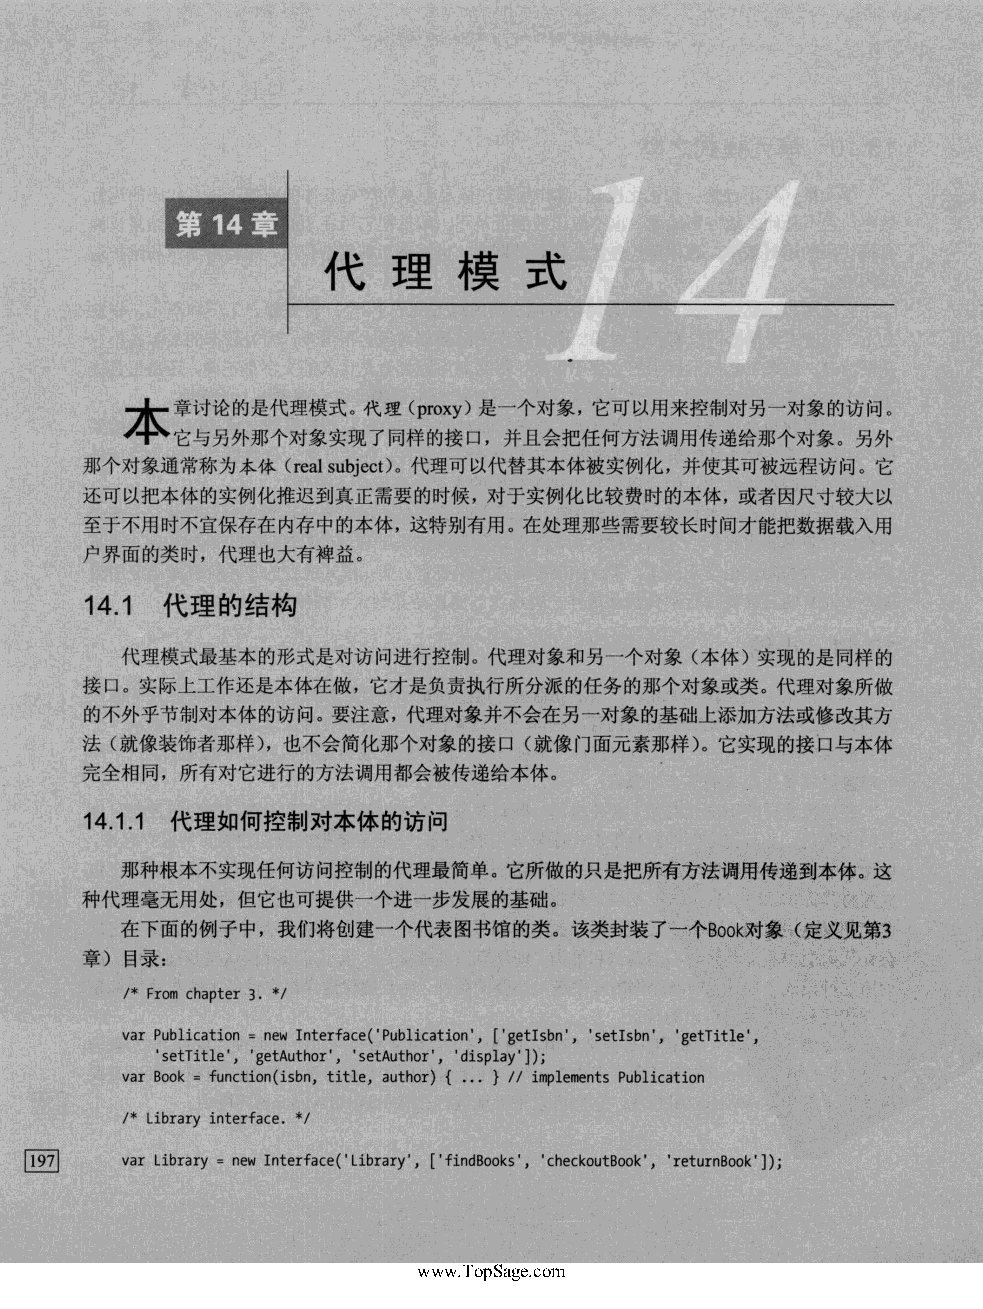 第 14 章
代 理 模 式
14
本章讨论的是代理模式。代理（proxy）是一个对象，它可以用来控制对另一对象的访问。
它与另外那个对象实现了同样的接口，并且会把任何方法调用传递给那个对象。另外
那个对象通常称为本体（real subject）。代理可以代替其本体被实例化，并使其可被远程访问。它
还可以把本体的实例化推迟到真正需要的时候，对于实例化比较费时的本体，或者因尺寸较大以
至于不用时不宜保存在内存中的本体，这特别有用。在处理那些需要较长时间才能把数据载入用
户界面的类时，代理也大有裨益。
14.1 代理的结构
代理模式最基本的形式是对访问进行控制。代理对象和另一个对象（本体）实现的是同样的
接口。实际上工作还是本体在做，它才是负责执行所分派的任务的那个对象或类。代理对象所做
的不外乎节制对本体的访问。要注意，代理对象并不会在另一对象的基础上添加方法或修改其方
法（就像装饰者那样），也不会简化那个对象的接口（就像门面元素那样）。它实现的接口与本体
完全相同，所有对它进行的方法调用都会被传递给本体。
14.1.1 代理如何控制对本体的访问
那种根本不实现任何访问控制的代理最简单。它所做的只是把所有方法调用传递到本体。这
种代理毫无用处，但它也可提供一个进一步发展的基础。
在下面的例子中，我们将创建一个代表图书馆的类。该类封装了一个Book对象（定义见第3
章）目录：
/* From chapter 3. */
var Publication = new Interface('Publication', ['getIsbn', 'setIsbn', 'getTitle',
'setTitle', 'getAuthor', 'setAuthor', 'display']);
var Book = function(isbn, title, author) { ... } // implements Publication
/* Library interface. */
197
var Library = new Interface('Library', ['findBooks', 'checkoutBook', 'returnBook']);
www.TopSage.com